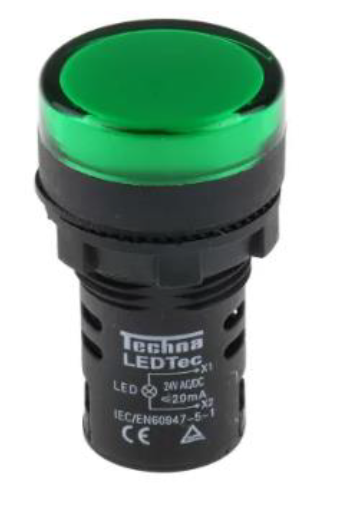 Techna
LEDTec
X1
LED 24V AC/DC
≤20mA
X2
IEC/EN60947-5-1
CE